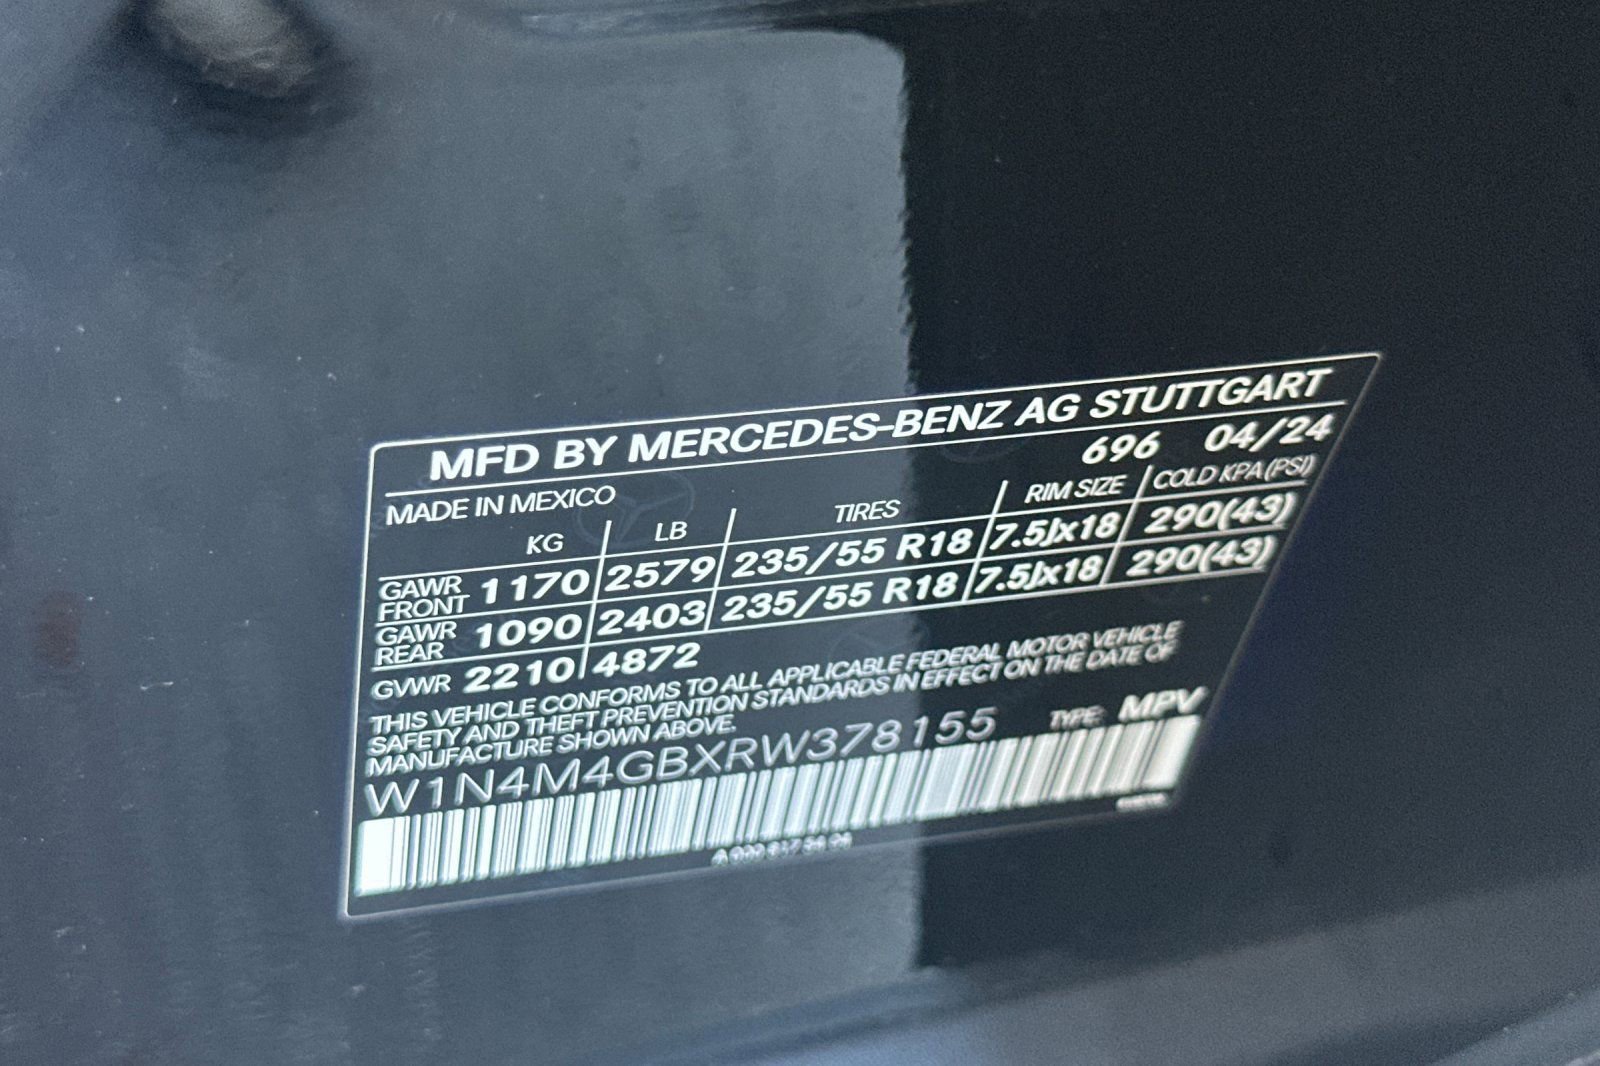 MFD BY MERCEDES-BENZ AG STUTTGART
MADE IN MEXICO 696 04/24
KG LB TIRES RIM SIZE COLD KPA(PSI)
GAWR FRONT 1170 2579 235/55 R18 7.5Jx18 290(43)
GAWR REAR 1090 2403 235/55 R18 7.5Jx18 290(43)
GVWR 2210 4872
THIS VEHICLE CONFORMS TO ALL APPLICABLE FEDERAL MOTOR VEHICLE
SAFETY AND THEFT PREVENTION STANDARDS IN EFFECT ON THE DATE OF
MANUFACTURE SHOWN ABOVE.
W1N4M4GBXRW378155 TYPE: MPV